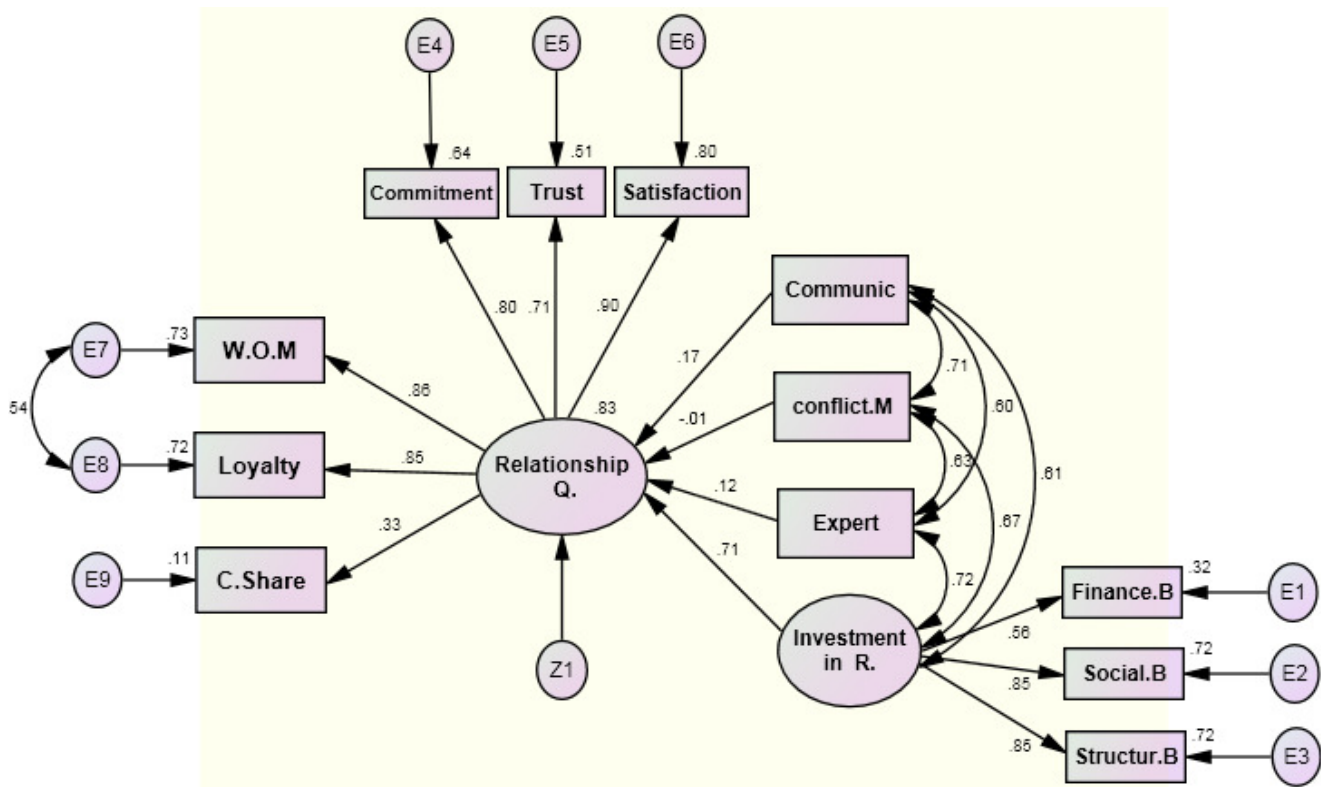 E4
E5
E6
.64
.51
.80
Commitment
Trust
Satisfaction
.80
.71
.90
Communic
.17
.71
E7
.73
W.O.M
.86
.83
conflict.M
-.01
.60
54
E8
.72
Loyalty
.85
Relationship
Q.
.63
.61
.12
Expert
.67
.33
.71
.72
E9
.11
C.Share
Z1
Investment
in R.
.32
Finance.B
E1
.56
.72
Social.B
E2
.85
.72
Structur.B
E3
.85